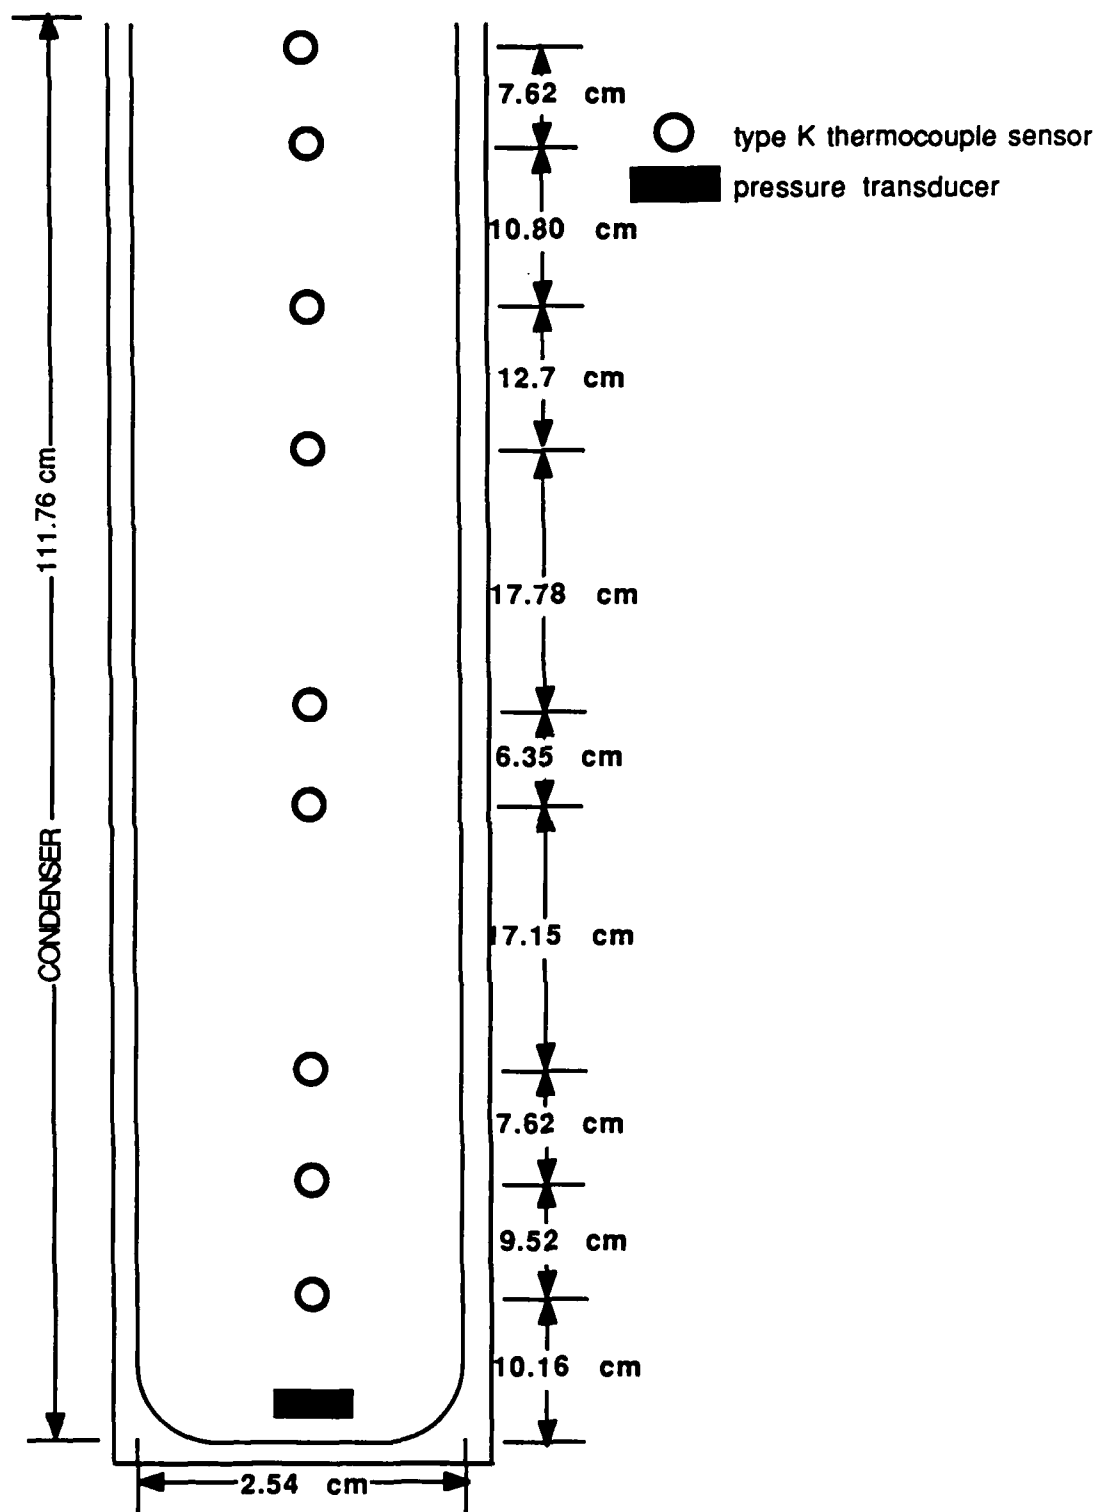 7.62 cm
type K thermocouple sensor
pressure transducer
10.80 cm
12.7 cm
111.76 cm
17.78 cm
6.35 cm
CONDENSER
17.15 cm
7.62 cm
9.52 cm
10.16 cm
2.54 cm